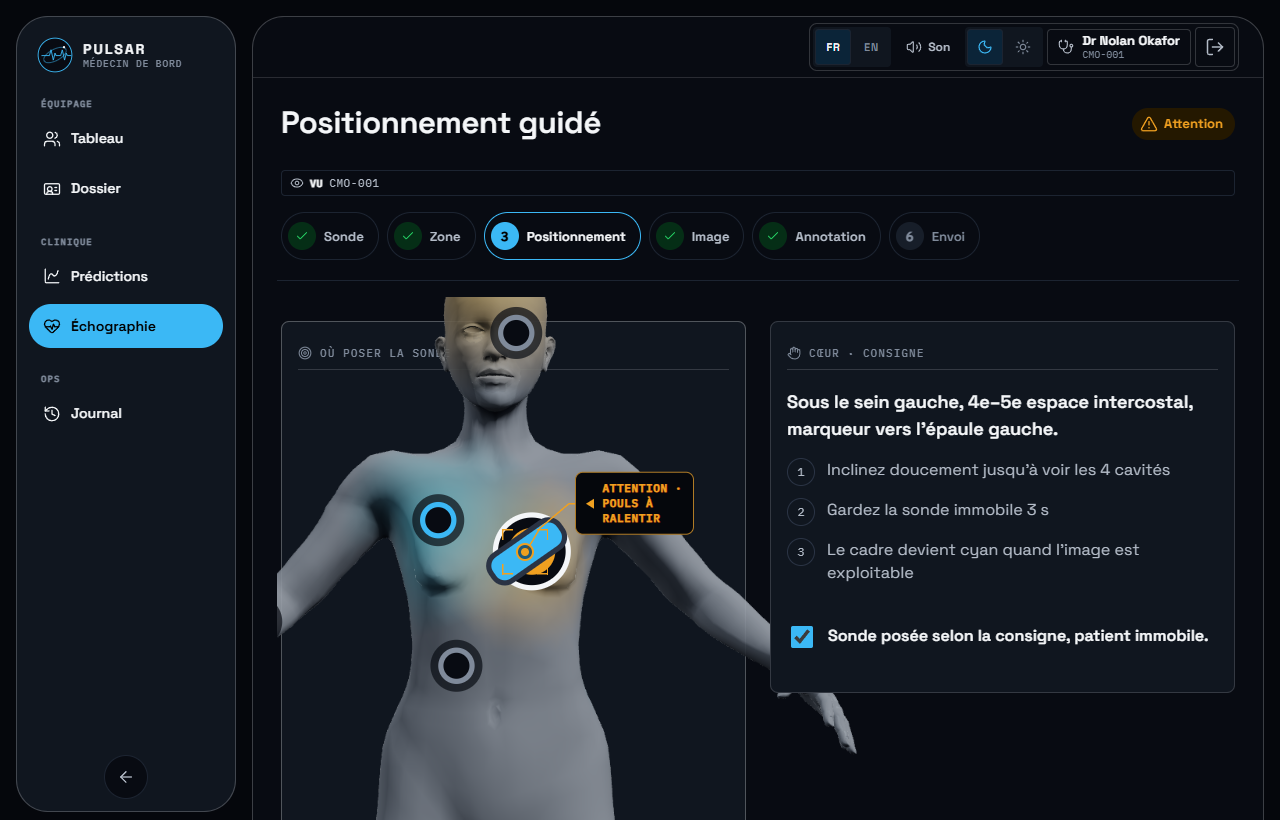 PULSAR
MÉDECIN DE BORD
ÉQUIPAGE
Tableau
Dossier
CLINIQUE
Prédictions
Échographie
OPS
Journal
FR EN Son Dr Nolan Okafor
CMO-001
Positionnement guidé
Attention
VU CMO-001
Sonde
Zone
3 Positionnement
Image
Annotation
6 Envoi
OÙ POSER LA
ATTENTION ·
POULS À
RALENTIR
CŒUR · CONSIGNE
Sous le sein gauche, 4e–5e espace intercostal,
marqueur vers l’épaule gauche.
1 Inclinez doucement jusqu’à voir les 4 cavités
2 Gardez la sonde immobile 3 s
3 Le cadre devient cyan quand l’image est
exploitable
Sonde posée selon la consigne, patient immobile.